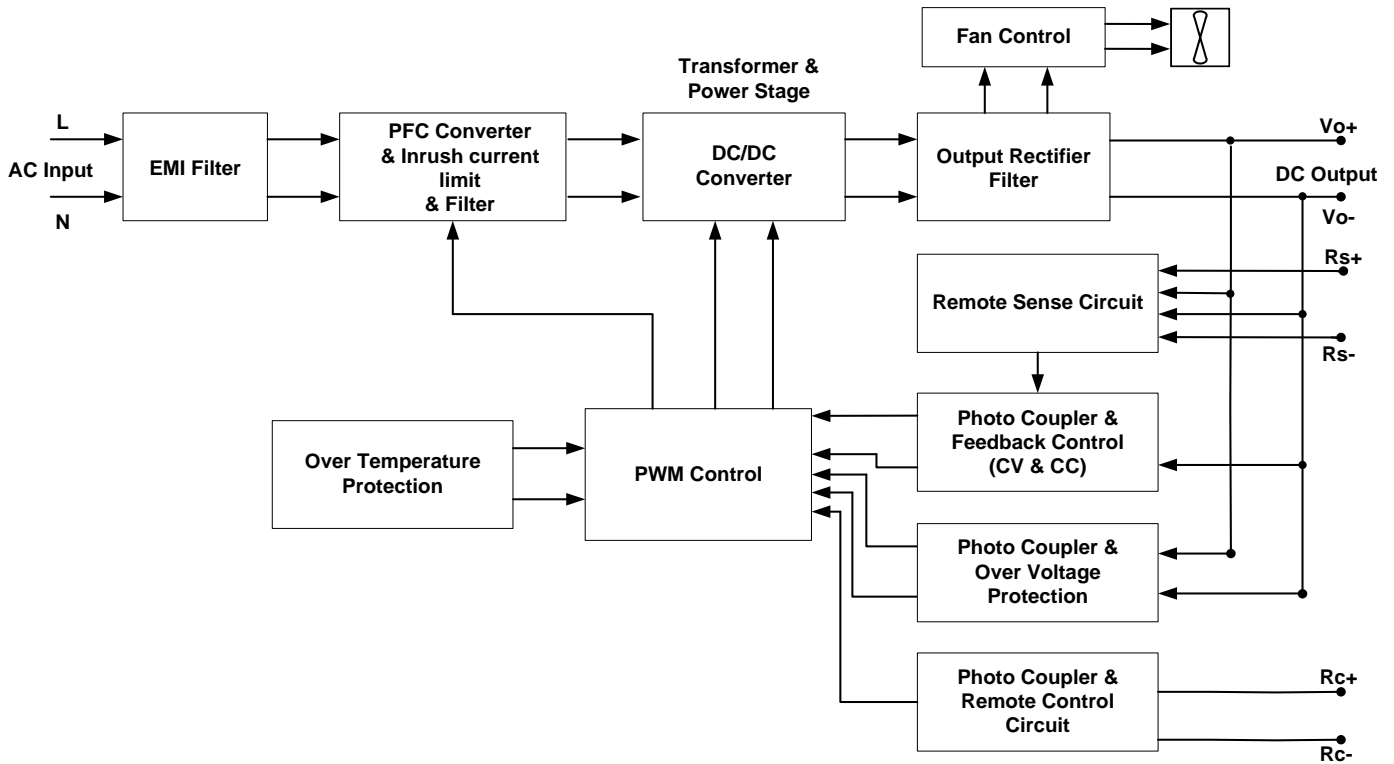 Fan Control
Transformer &
Power Stage
L
AC Input
N
EMI Filter
PFC Converter
& Inrush current
limit
& Filter
DC/DC
Converter
Output Rectifier
Filter
Vo+
DC Output
Vo-
Rs+
Remote Sense Circuit
Rs-
Over Temperature
Protection
PWM Control
Photo Coupler &
Feedback Control
(CV & CC)
Photo Coupler &
Over Voltage
Protection
Photo Coupler &
Remote Control
Circuit
Rc+
Rc-